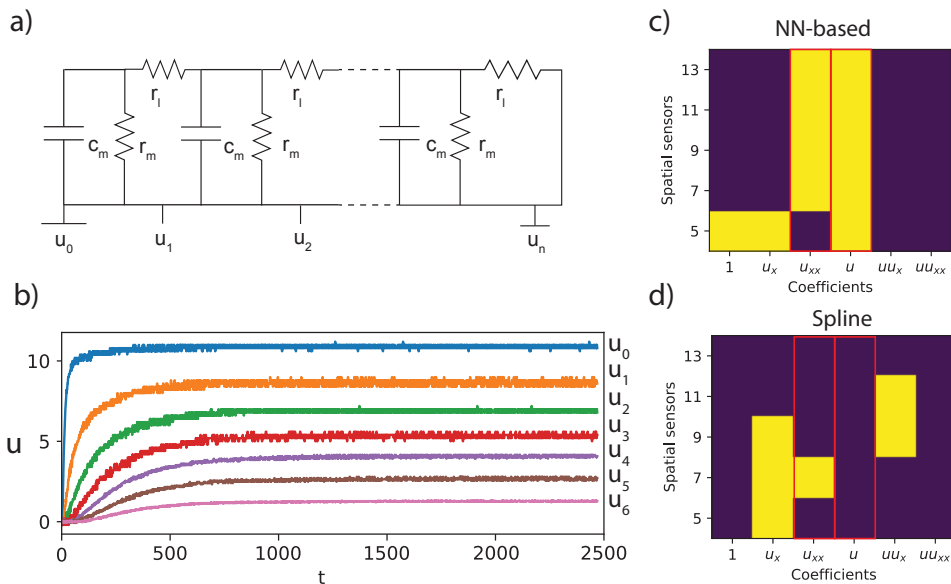 a)
r_l r_l r_l
c_m r_m c_m r_m c_m r_m
u_0 u_1 u_2 u_n
b)
u
10
5
0
0 500 1000 1500 2000 2500
t
u_0
u_1
u_2
u_3
u_4
u_5
u_6
c)
NN-based
Spatial sensors
13
11
9
7
5
1 u_x u_xx u uu_x uu_xx
Coefficients
d)
Spline
Spatial sensors
13
11
9
7
5
1 u_x u_xx u uu_x uu_xx
Coefficients